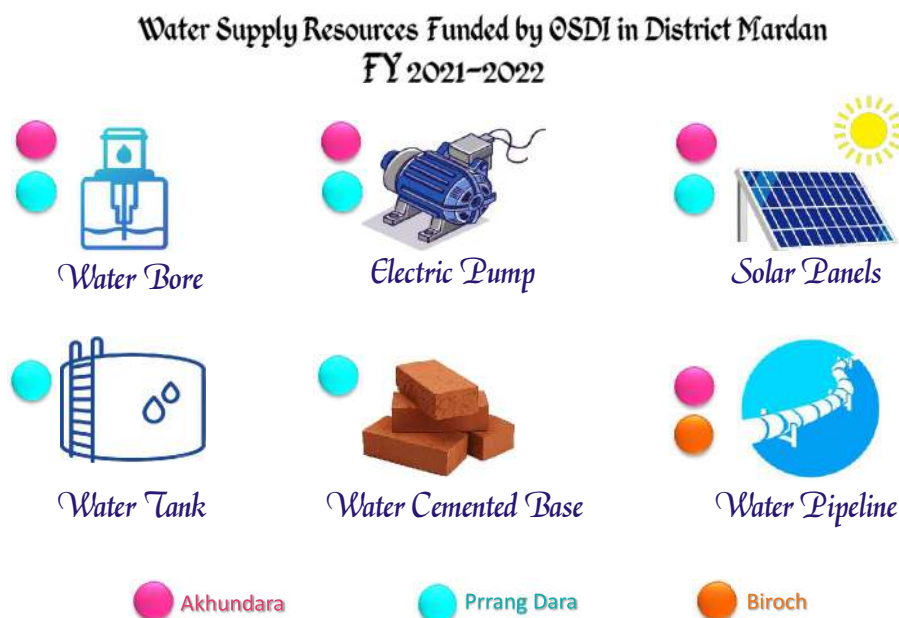 Water Supply Resources Funded by OSDI in District Mardan
FY 2021-2022
Water Bore
Electric Pump
Solar Panels
Water Tank
Water Cemented Base
Water Pipeline
Akhundara
Prrang Dara
Biroch